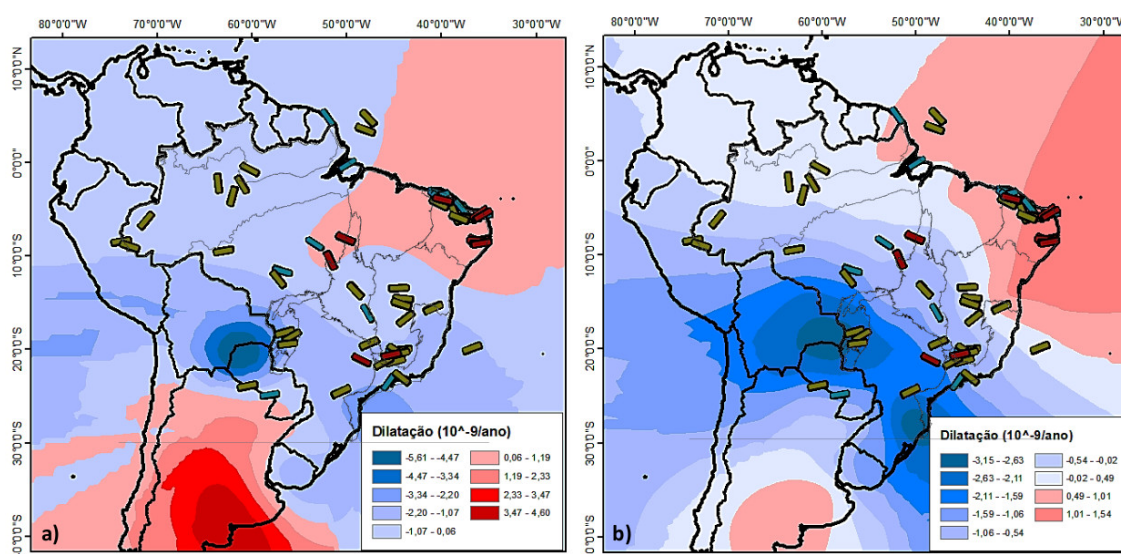 80°0'0"W 70°0'0"W 60°0'0"W 50°0'0"W 40°0'0"W 30°0'0"W
10°0'0"N
0°0'0"
10°0'0"S
20°0'0"S
30°0'0"S
0°0'0"S
a)
Dilatação (10^-9/ano)
-5,61 - -4,47 0,06 - 1,19
-4,47 - -3,34 1,19 - 2,33
-3,34 - -2,20 2,33 - 3,47
-2,20 - -1,07 3,47 - 4,60
-1,07 - 0,06
80°0'0"W 70°0'0"W 60°0'0"W 50°0'0"W 40°0'0"W 30°0'0"W
10°0'0"N
0°0'0"
10°0'0"S
20°0'0"S
30°0'0"S
0°0'0"S
b)
Dilatação (10^-9/ano)
-3,15 - -2,63 -0,54 - -0,02
-2,63 - -2,11 -0,02 - 0,49
-2,11 - -1,59 0,49 - 1,01
-1,59 - -1,06 1,01 - 1,54
-1,06 - -0,54